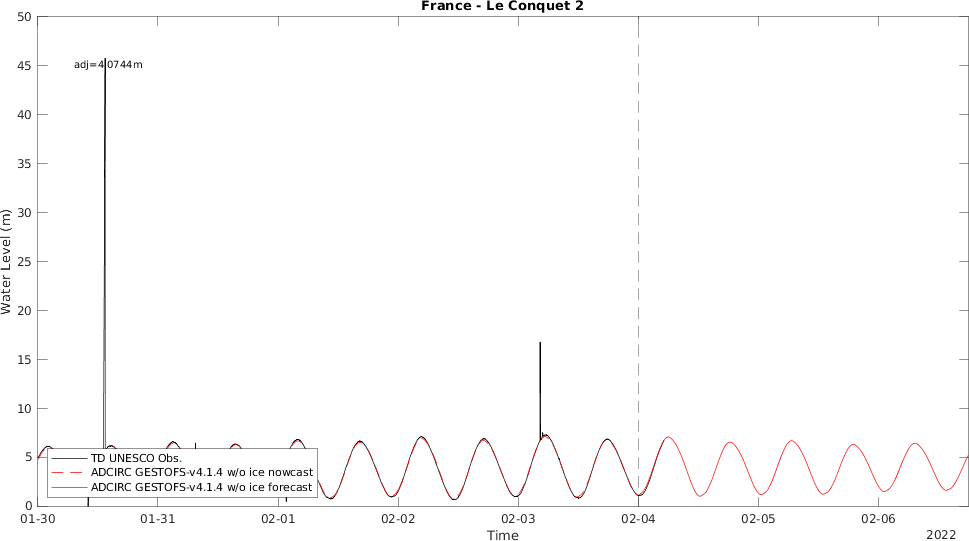 France - Le Conquet 2
adj=4.0744m
Water Level (m)
50
45
40
35
30
25
20
15
10
5
0
TD UNESCO Obs.
ADCIRC GESTOFS-v4.1.4 w/o ice nowcast
ADCIRC GESTOFS-v4.1.4 w/o ice forecast
01-30
01-31
02-01
02-02
02-03
02-04
02-05
02-06
Time
2022